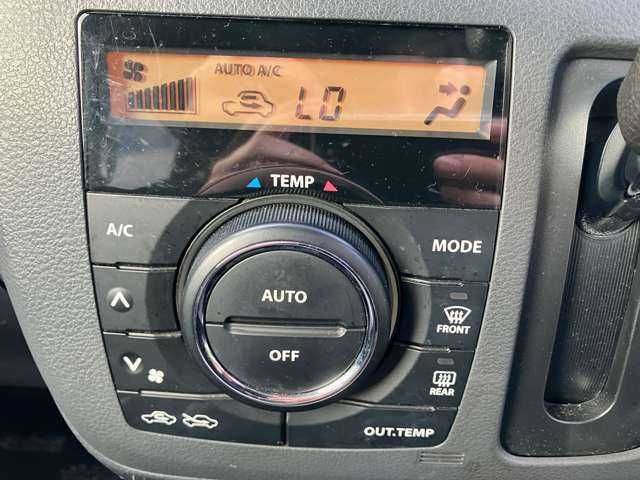 AUTO A/C
LO
TEMP
A/C
MODE
AUTO
OFF
FRONT
REAR
OUT.TEMP